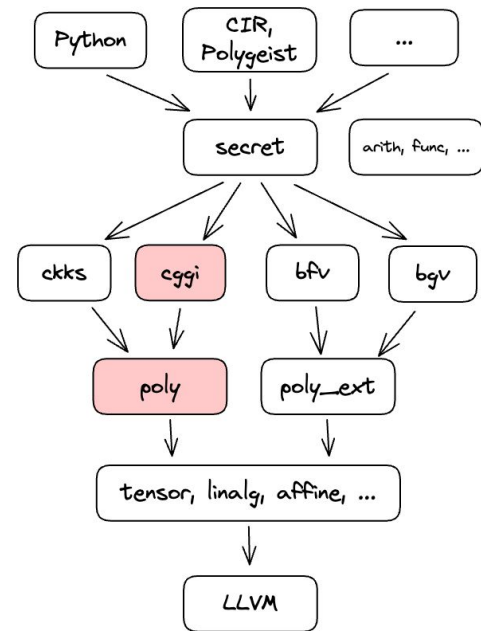 Python
CIR,
Polygeist
...
secret
arith, func, ...
ckks
cggi
bfv
bgv
poly
poly_ext
tensor, linalg, affine, ...
LLVM